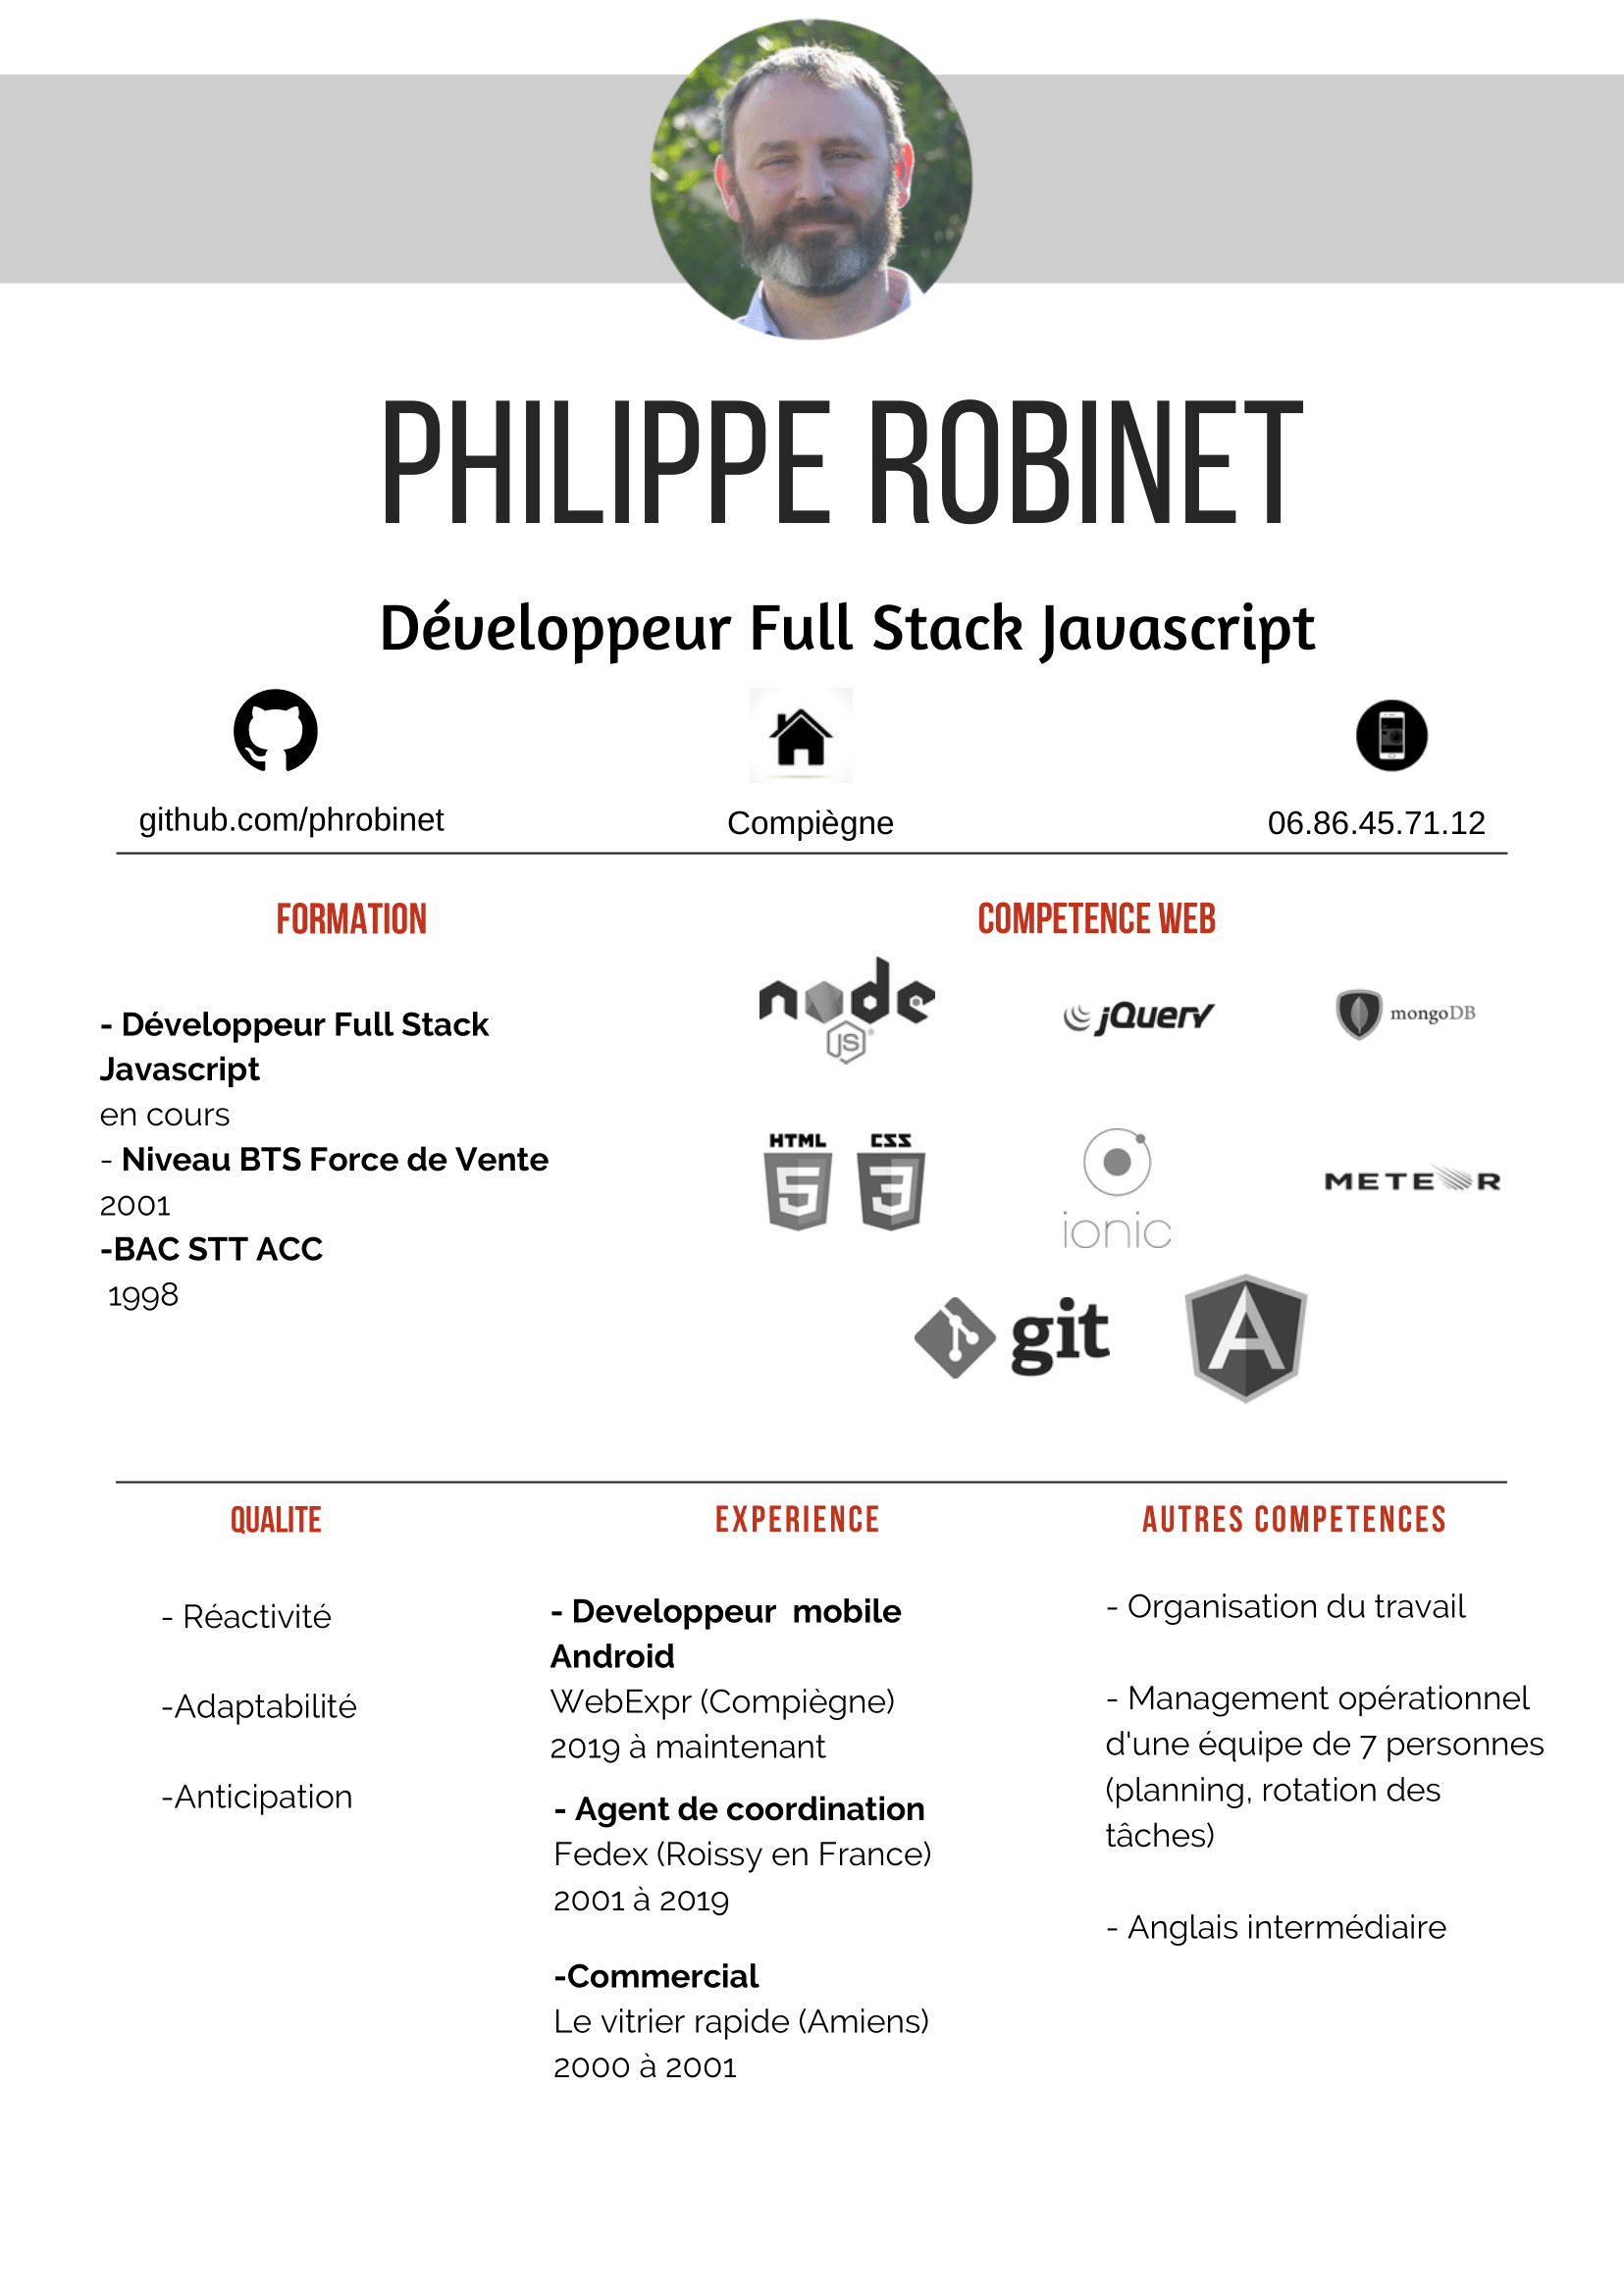 PHILIPPE ROBINET
Développeur Full Stack Javascript
github.com/phrobinet
Compiègne
06.86.45.71.12
FORMATION
- Développeur Full Stack
Javascript
en cours
- Niveau BTS Force de Vente
2001
-BAC STT ACC
1998
COMPETENCE WEB
node
JS
jQuery
mongoDB
HTML
5
CSS
3
ionic
METEOR
git
A
QUALITE
- Réactivité
-Adaptabilité
-Anticipation
EXPERIENCE
- Developpeur mobile
Android
WebExpr (Compiègne)
2019 à maintenant
- Agent de coordination
Fedex (Roissy en France)
2001 à 2019
-Commercial
Le vitrier rapide (Amiens)
2000 à 2001
AUTRES COMPETENCES
- Organisation du travail
- Management opérationnel
d'une équipe de 7 personnes
(planning, rotation des
tâches)
- Anglais intermédiaire